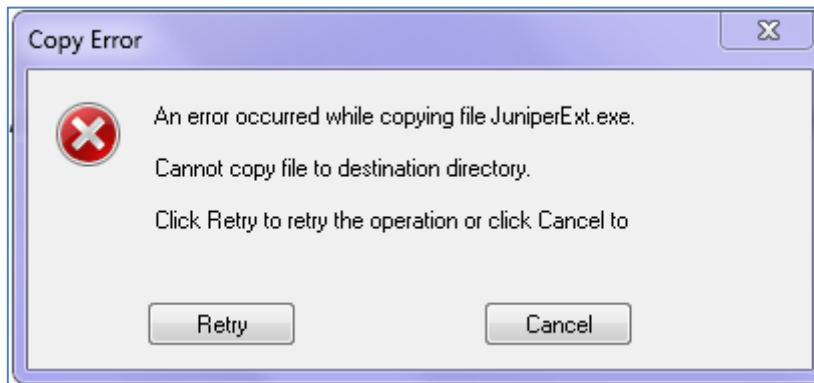 Copy Error
An error occurred while copying file JuniperExt.exe.
Cannot copy file to destination directory.
Click Retry to retry the operation or click Cancel to
Retry
Cancel